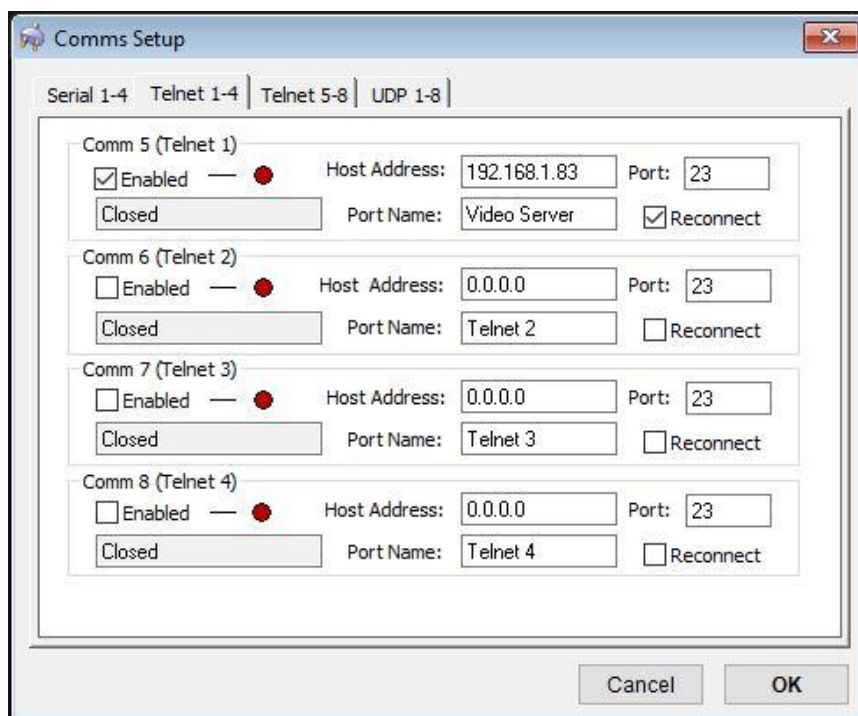 Comms Setup
Serial 1-4 Telnet 1-4 Telnet 5-8 UDP 1-8
Comm 5 (Telnet 1)
Enabled Host Address: 192.168.1.83 Port: 23
Closed Port Name: Video Server Reconnect
Comm 6 (Telnet 2)
Enabled Host Address: 0.0.0.0 Port: 23
Closed Port Name: Telnet 2 Reconnect
Comm 7 (Telnet 3)
Enabled Host Address: 0.0.0.0 Port: 23
Closed Port Name: Telnet 3 Reconnect
Comm 8 (Telnet 4)
Enabled Host Address: 0.0.0.0 Port: 23
Closed Port Name: Telnet 4 Reconnect
Cancel OK